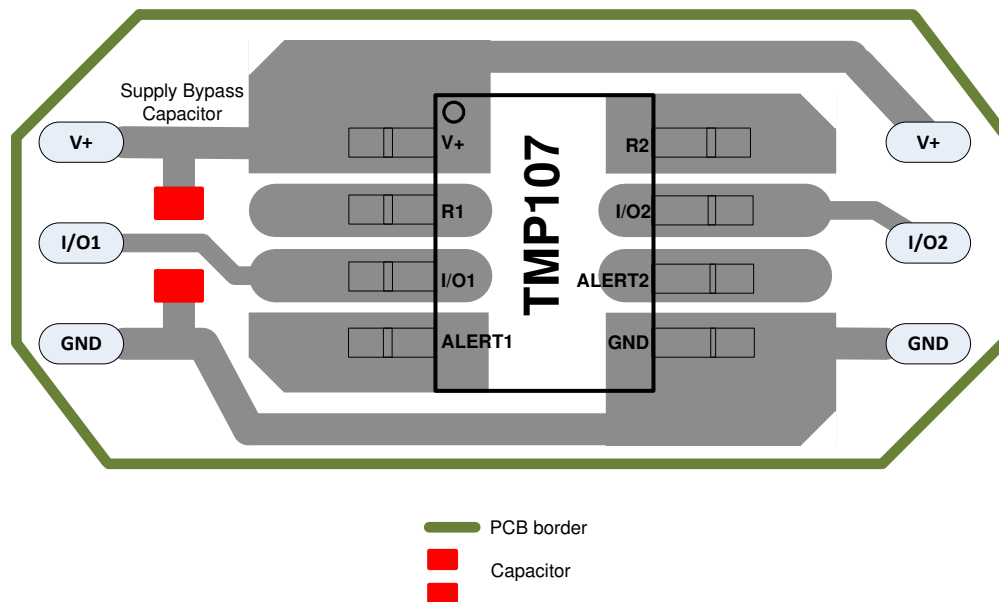 Supply Bypass
Capacitor
V+
V+
V+
R2
TMP107
R1
I/O2
I/O1
I/O2
I/O1
ALERT2
GND
ALERT1
GND
GND
PCB border
Capacitor